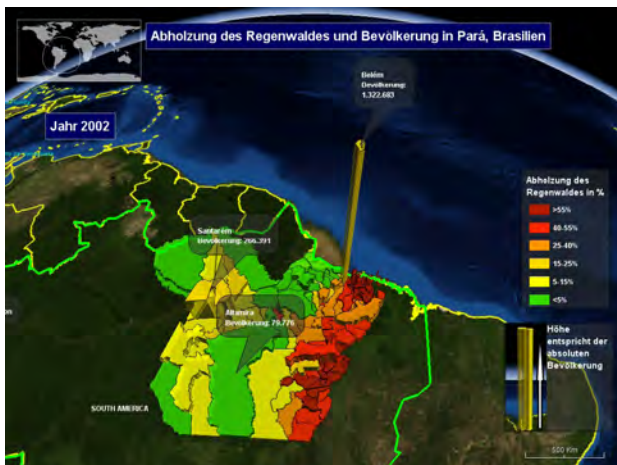 Abholzung des Regenwaldes und Bevölkerung in Pará, Brasilien
Belém
Bevölkerung:
1.322.683
Jahr 2002
Abholzung des
Regenwaldes in %
>55%
40-55%
25-40%
15-25%
5-15%
<5%
Santarém
Bevölkerung: 266.391
Altamira
Bevölkerung: 79.776
Höhe
entspricht der
absoluten
Bevölkerung
SOUTH AMERICA
500 Km